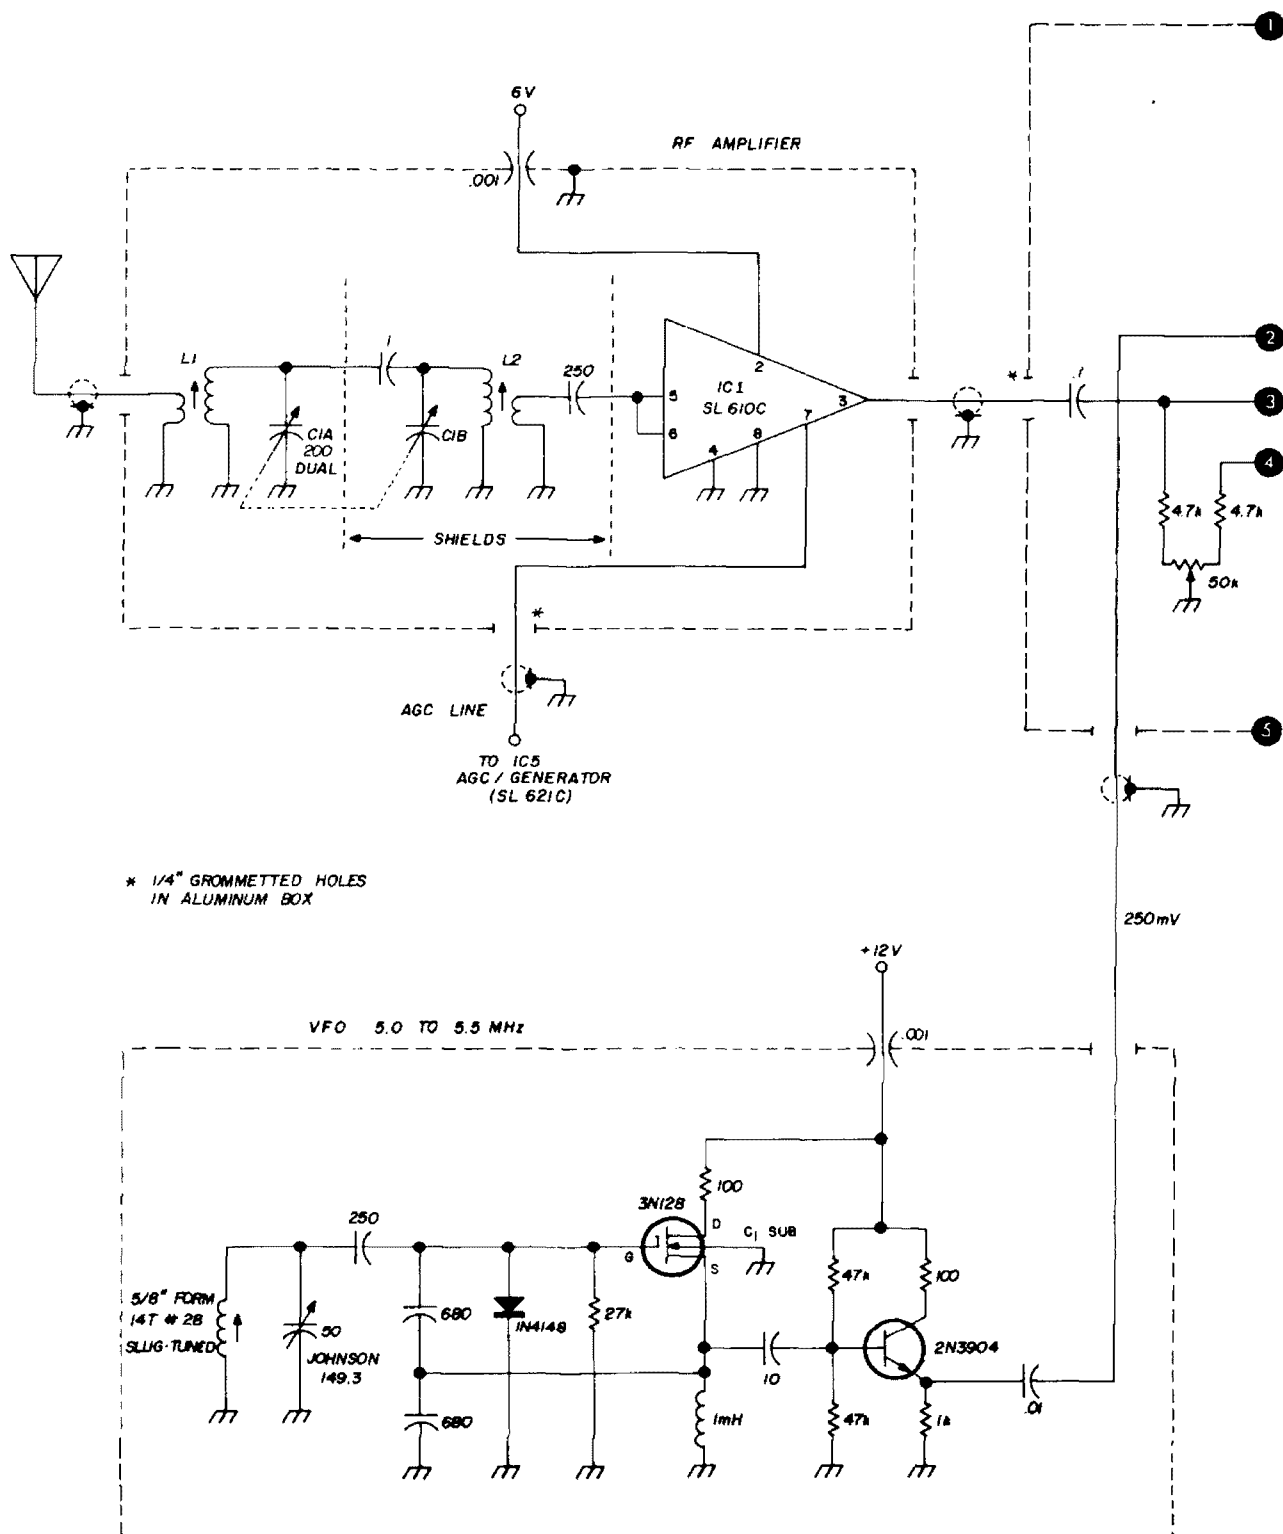 1
6V
RF AMPLIFIER
.001
L1
1
L2
250
2
5
6
IC1
SL610C
2
3
7
4
8
*
.1
3
4
C1A
200
DUAL
C1B
SHIELDS
4.7k
4.7k
50k
*
AGC LINE
TO IC5
AGC / GENERATOR
(SL 621C)
5
* 1/4" GROMMETTED HOLES
IN ALUMINUM BOX
250mV
+12V
VFO 5.0 TO 5.5 MHz
.001
3N128
100
D
C1 SUB
G
S
250
47k
100
5/8" FORM
14T # 28
SLUG-TUNED
50
JOHNSON
149.3
680
1N4148
27k
10
2N3904
680
1mH
47k
1k
.01